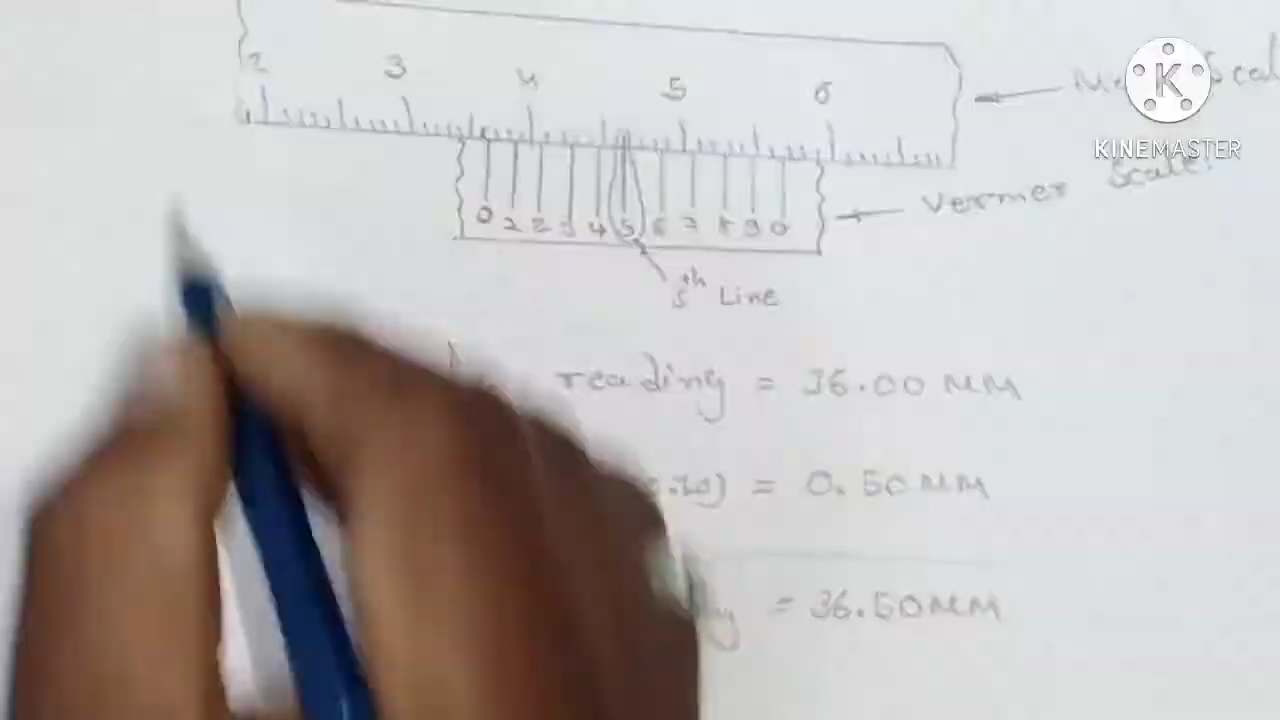 2 3 4 5 6
KINEMASTER
Vernier Scale
0 1 2 3 4 5 6 7 8 9 0
5th Line
reading = 36.00 MM
= 0.50 MM
= 36.50 MM